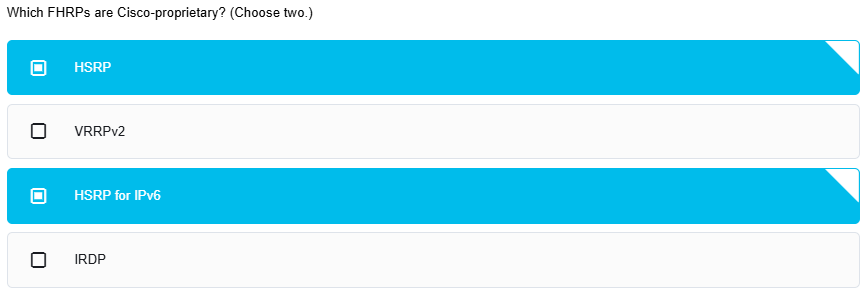 Which FHRPs are Cisco-proprietary? (Choose two.)
HSRP
VRRPv2
HSRP for IPv6
IRDP